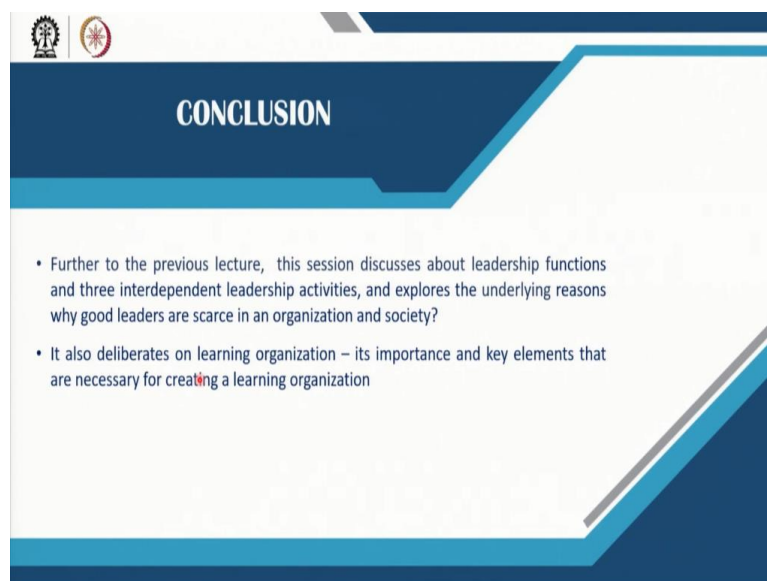 CONCLUSION
• Further to the previous lecture, this session discusses about leadership functions
and three interdependent leadership activities, and explores the underlying reasons
why good leaders are scarce in an organization and society?
• It also deliberates on learning organization – its importance and key elements that
are necessary for creating a learning organization